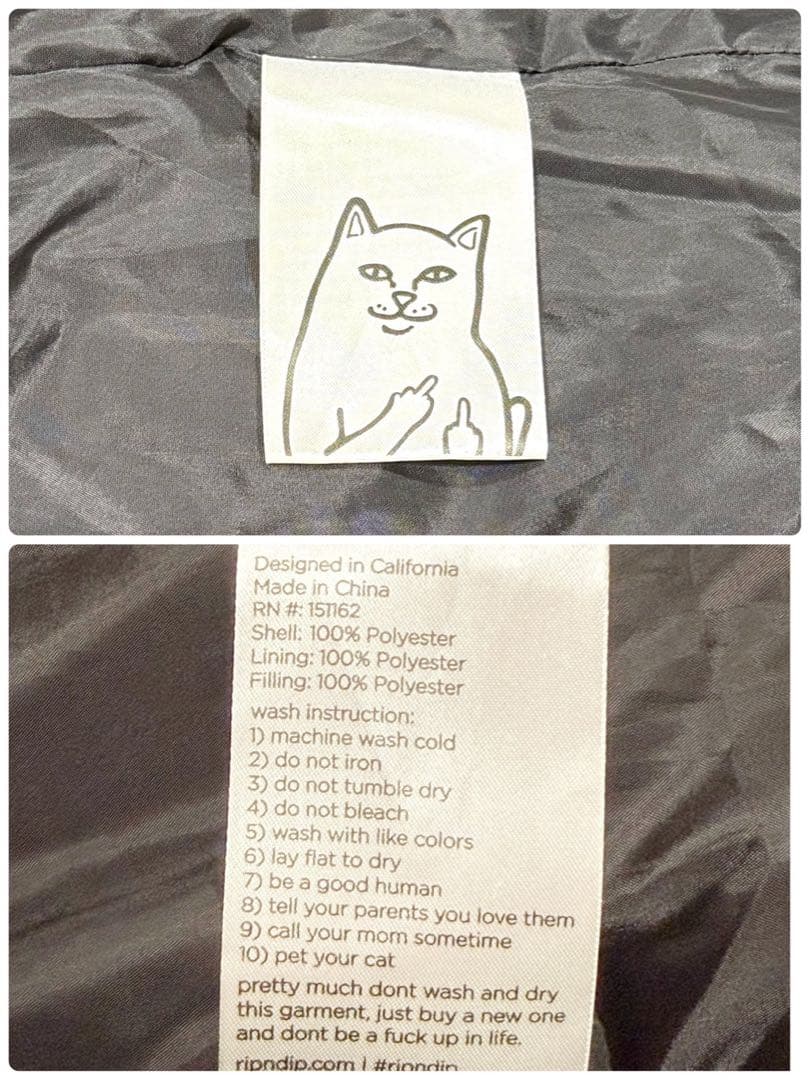 Designed in California
Made in China
RN #: 151162
Shell: 100% Polyester
Lining: 100% Polyester
Filling: 100% Polyester
wash instruction:
1) machine wash cold
2) do not iron
3) do not tumble dry
4) do not bleach
5) wash with like colors
6) lay flat to dry
7) be a good human
8) tell your parents you love them
9) call your mom sometime
10) pet your cat
pretty much dont wash and dry
this garment, just buy a new one
and dont be a fuck up in life.
ripndip.com | #ripndip